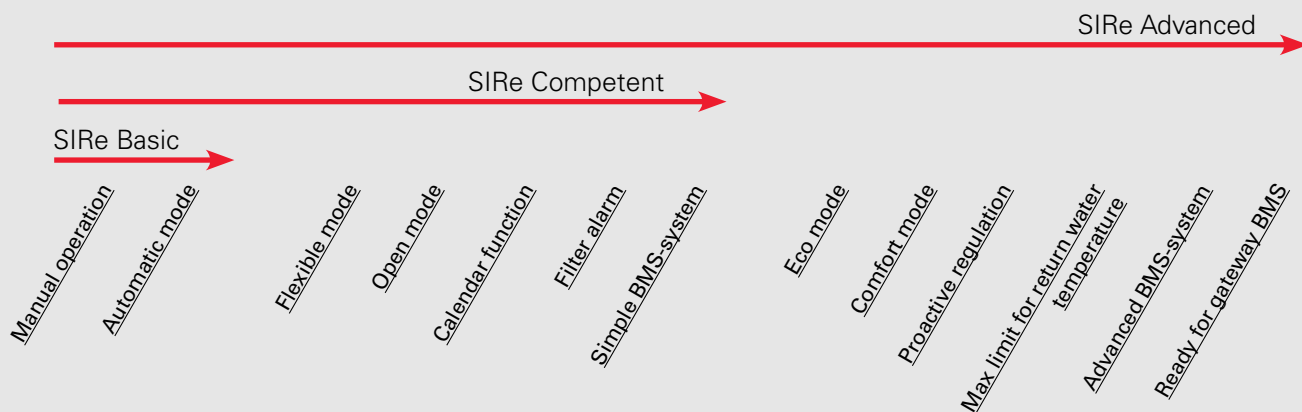 SIRe Advanced
SIRe Competent
SIRe Basic
Manual operation
Automatic mode
Flexible mode
Open mode
Calendar function
Filter alarm
Simple BMS-system
Eco mode
Comfort mode
Proactive regulation
Max limit for return water
temperature
Advanced BMS-system
Ready for gateway BMS